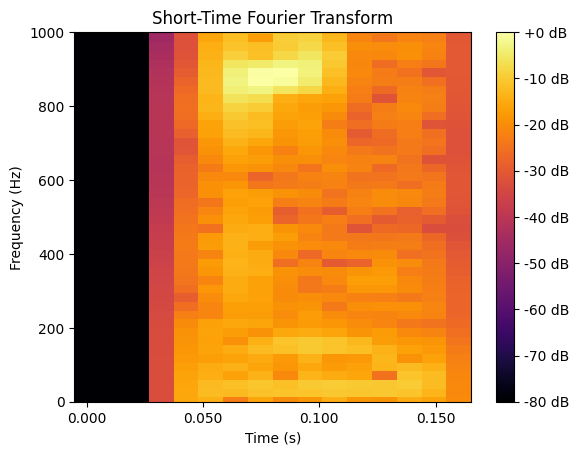 Short-Time Fourier Transform
1000
800
600
400
200
0
Frequency (Hz)
0.000
0.050
0.100
0.150
Time (s)
+0 dB
-10 dB
-20 dB
-30 dB
-40 dB
-50 dB
-60 dB
-70 dB
-80 dB